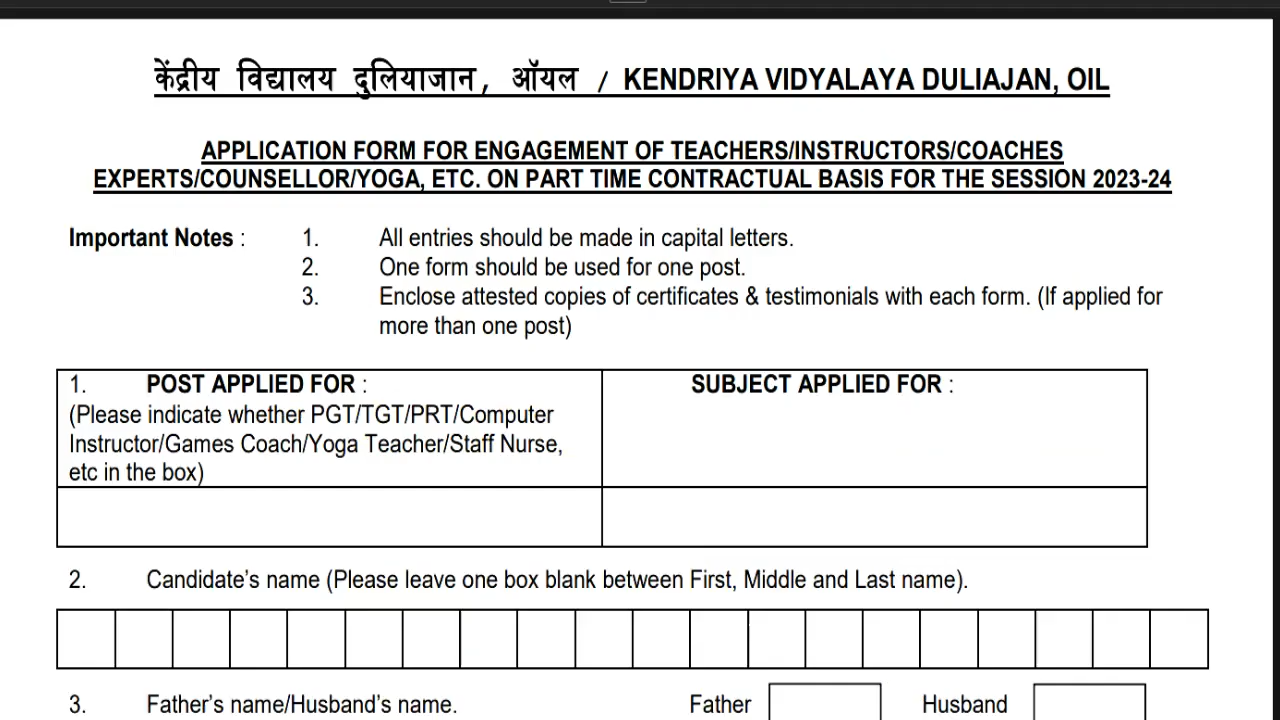 केंद्रीय विद्यालय दुलियाजान, ऑयल / KENDRIYA VIDYALAYA DULIAJAN, OIL
APPLICATION FORM FOR ENGAGEMENT OF TEACHERS/INSTRUCTORS/COACHES
EXPERTS/COUNSELLOR/YOGA, ETC. ON PART TIME CONTRACTUAL BASIS FOR THE SESSION 2023-24
Important Notes : 1. All entries should be made in capital letters.
2. One form should be used for one post.
3. Enclose attested copies of certificates & testimonials with each form. (If applied for
more than one post)
1. POST APPLIED FOR :
(Please indicate whether PGT/TGT/PRT/Computer
Instructor/Games Coach/Yoga Teacher/Staff Nurse,
etc in the box)
SUBJECT APPLIED FOR :
2. Candidate’s name (Please leave one box blank between First, Middle and Last name).
3. Father’s name/Husband’s name. Father Husband